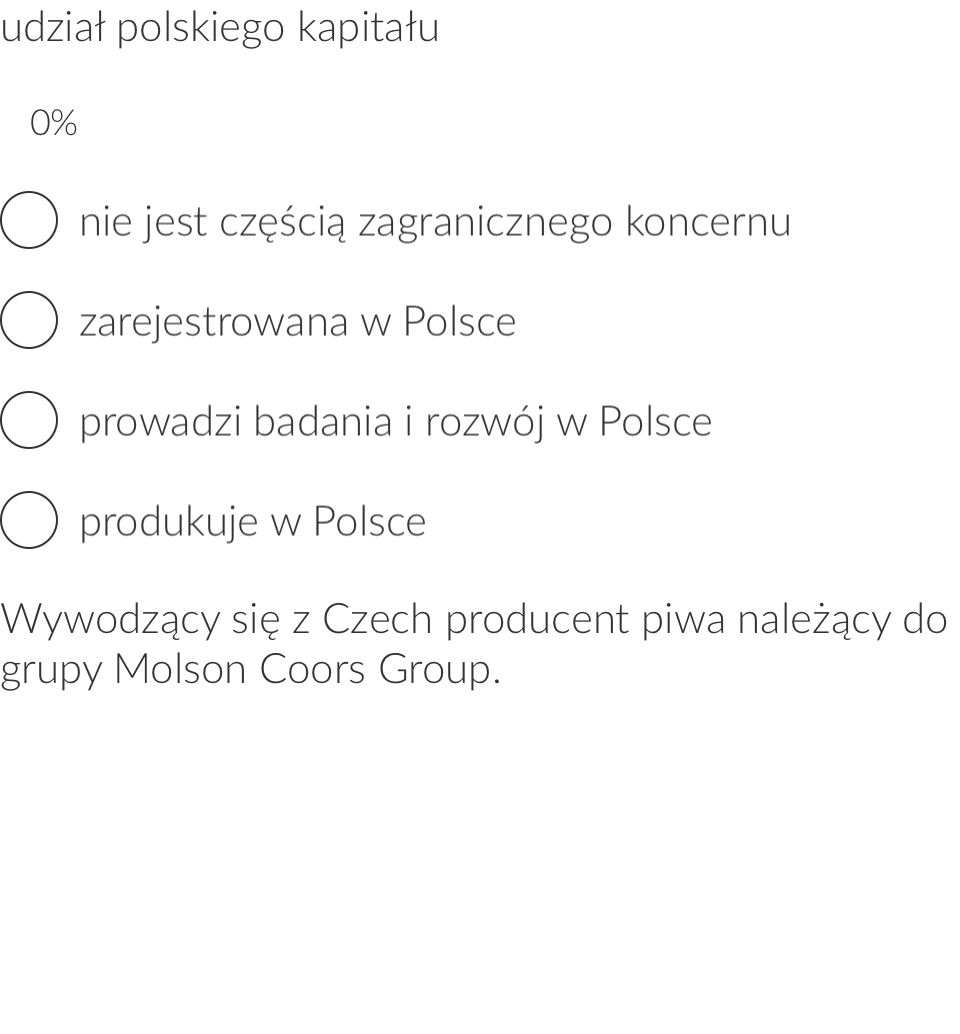 udział polskiego kapitału
0%
nie jest częścią zagranicznego koncernu
zarejestrowana w Polsce
prowadzi badania i rozwój w Polsce
produkuje w Polsce
Wywodzący się z Czech producent piwa należący do
grupy Molson Coors Group.